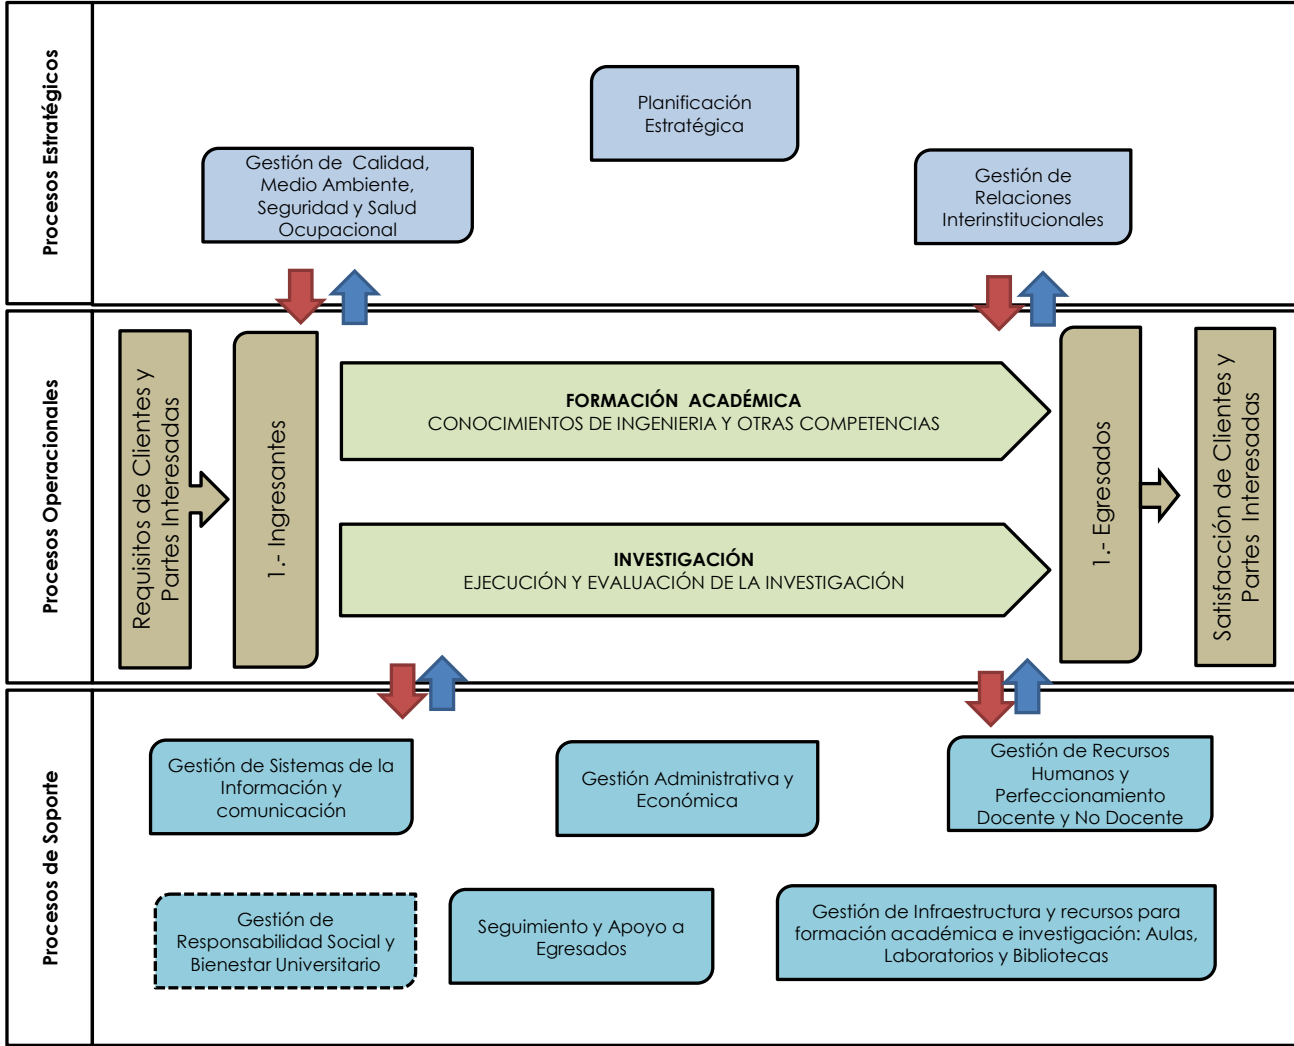 Procesos Estratégicos
Planificación
Estratégica
Gestión de Calidad,
Medio Ambiente,
Seguridad y Salud
Ocupacional
Gestión de
Relaciones
Interinstitucionales
Procesos Operacionales
Requisitos de Clientes y
Partes Interesadas
1.- Ingresantes
FORMACIÓN ACADÉMICA
CONOCIMIENTOS DE INGENIERIA Y OTRAS COMPETENCIAS
INVESTIGACIÓN
EJECUCIÓN Y EVALUACIÓN DE LA INVESTIGACIÓN
1.- Egresados
Satisfacción de Clientes y
Partes Interesadas
Procesos de Soporte
Gestión de Sistemas de la
Información y
comunicación
Gestión Administrativa y
Económica
Gestión de Recursos
Humanos y
Perfeccionamiento
Docente y No Docente
Gestión de
Responsabilidad Social y
Bienestar Universitario
Seguimiento y Apoyo a
Egresados
Gestión de Infraestructura y recursos para
formación académica e investigación: Aulas,
Laboratorios y Bibliotecas